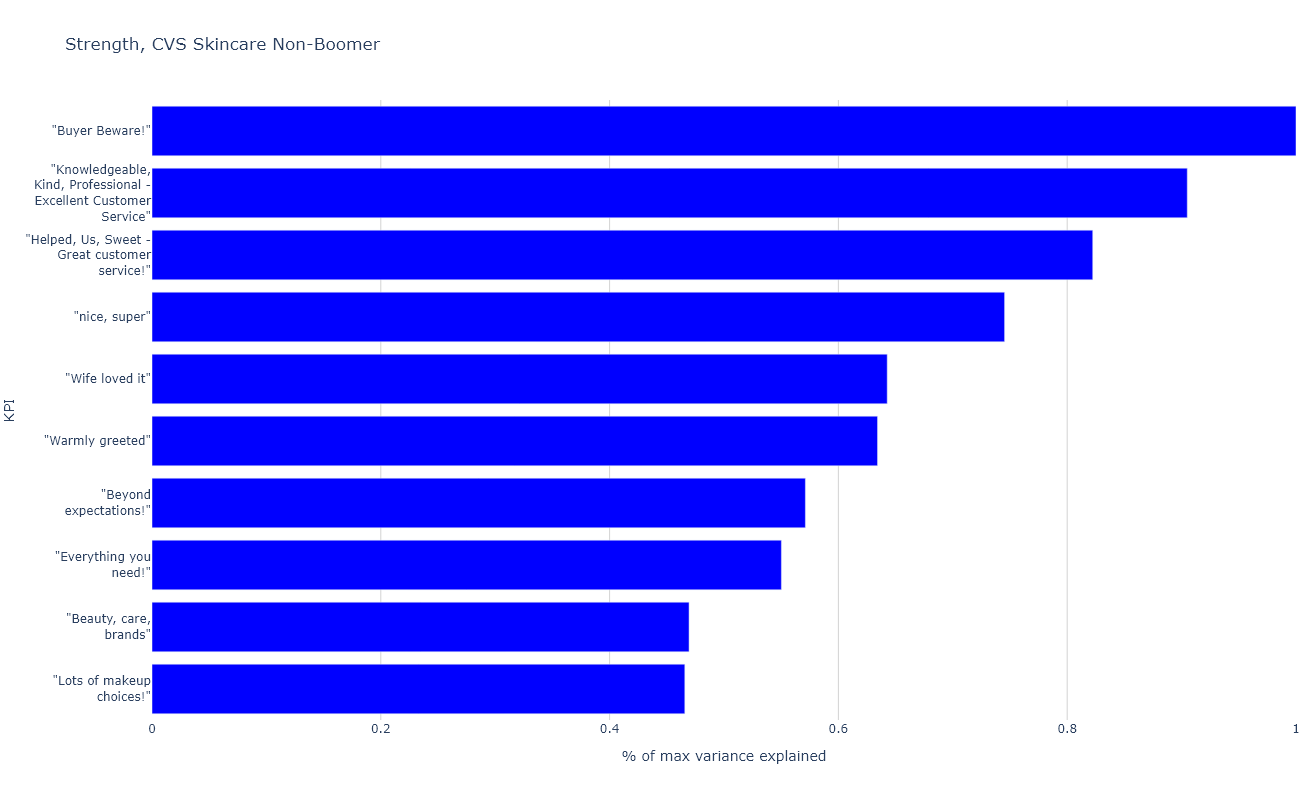 Strength, CVS Skincare Non-Boomer
"Buyer Beware!"
"Knowledgeable,
Kind, Professional -
Excellent Customer
Service"
"Helped, Us, Sweet -
Great customer
service!"
"nice, super"
"Wife loved it"
"Warmly greeted"
"Beyond
expectations!"
"Everything you
need!"
"Beauty, care,
brands"
"Lots of makeup
choices!"
KPI
0 0.2 0.4 0.6 0.8 1
% of max variance explained